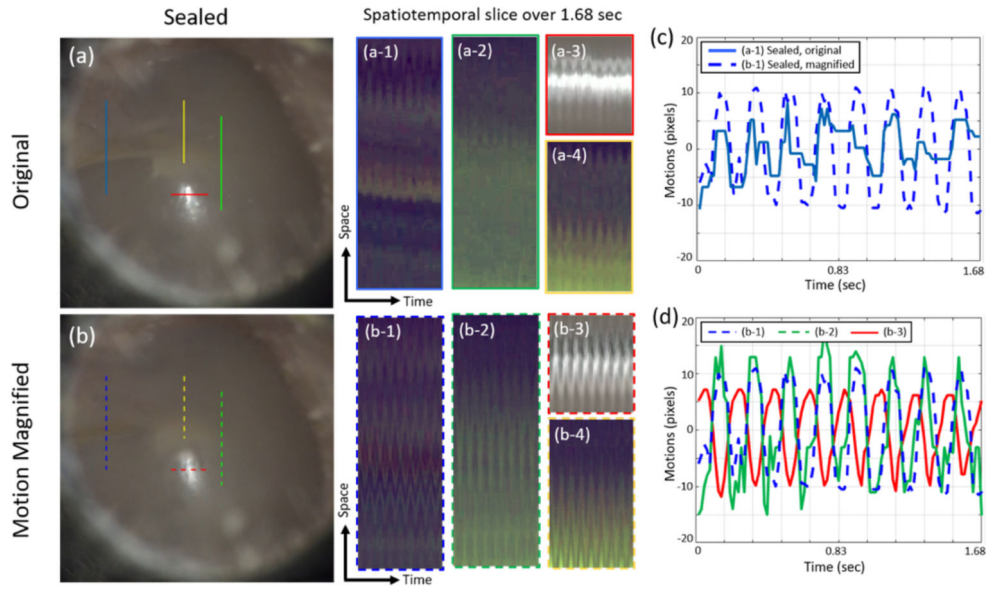 Sealed
Spatiotemporal slice over 1.68 sec
Original
(a)
(a-1)
(a-2)
(a-3)
(a-4)
Space
Time
Motion Magnified
(b)
(b-1)
(b-2)
(b-3)
(b-4)
Space
Time
(c)
(a-1) Sealed, original
(b-1) Sealed, magnified
Motions (pixels)
20
10
0
-10
-20
0
0.83
1.68
Time (sec)
(d)
(b-1)
(b-2)
(b-3)
Motions (pixels)
20
10
0
-10
-20
0
0.83
1.68
Time (sec)